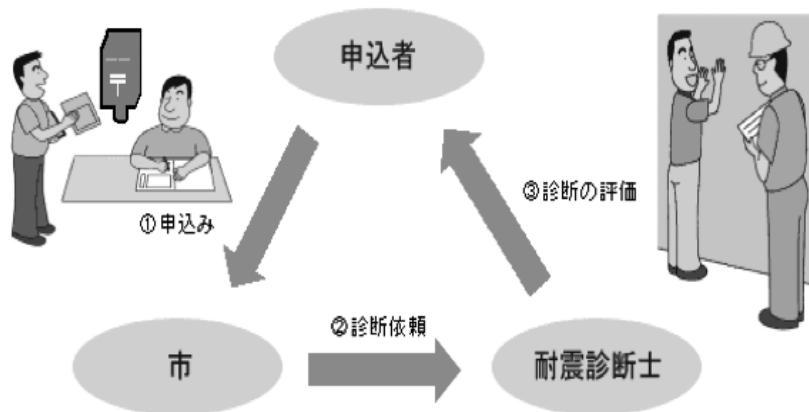 申込者
①申込み
③診断の評価
②診断依頼
市
耐震診断士